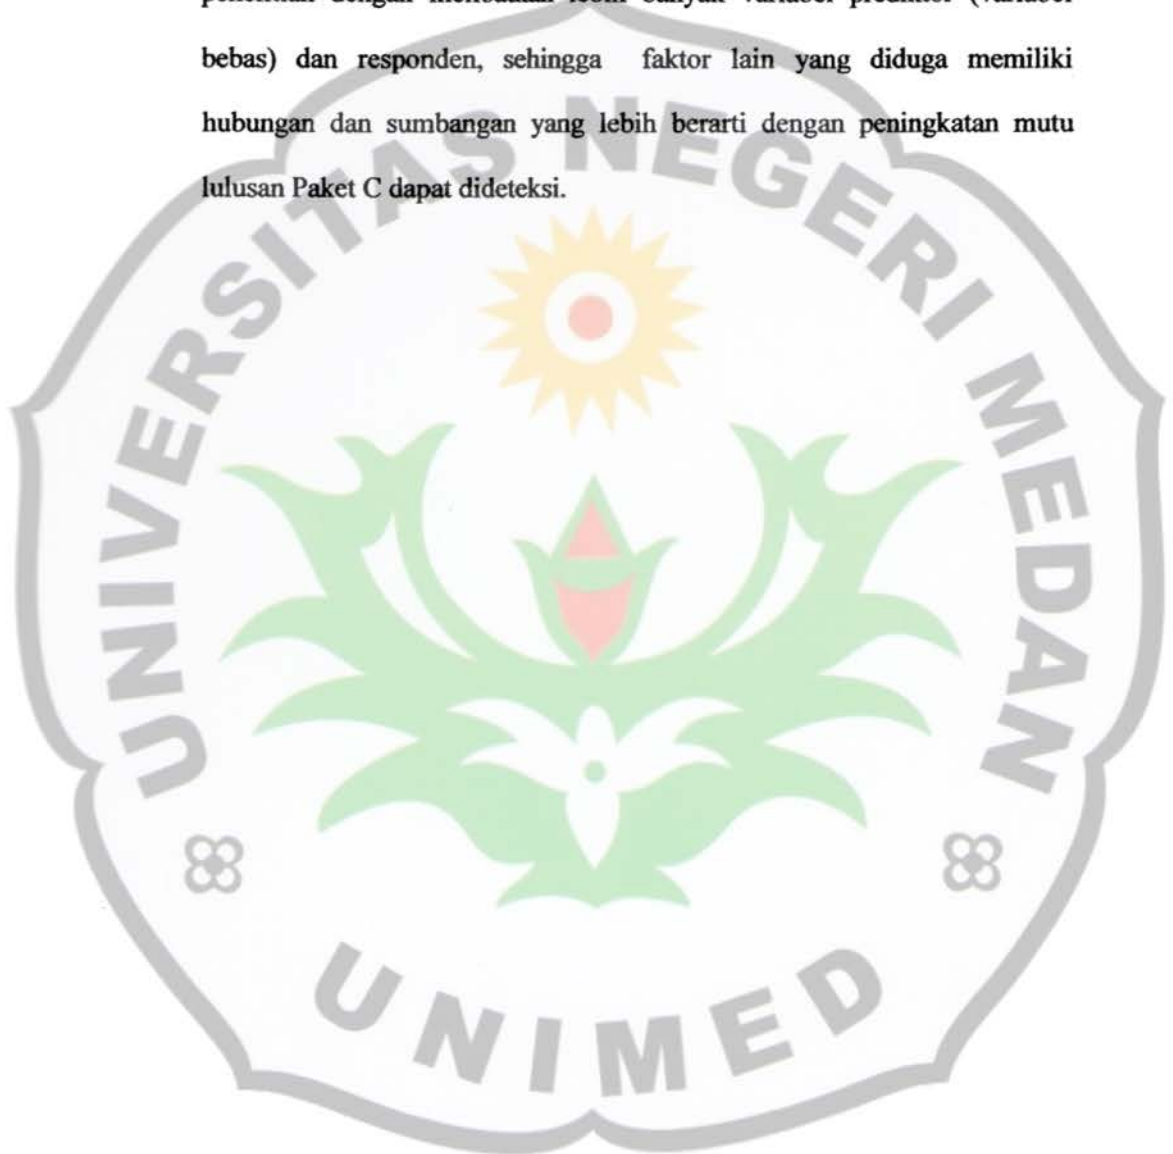 bebas) dan responden, sehingga faktor lain yang diduga memiliki
hubungan dan sumbangan yang lebih berarti dengan peningkatan mutu
lulusan Paket C dapat dideteksi.
UNIVERSITAS NEGERI MEDAN
UNIMED